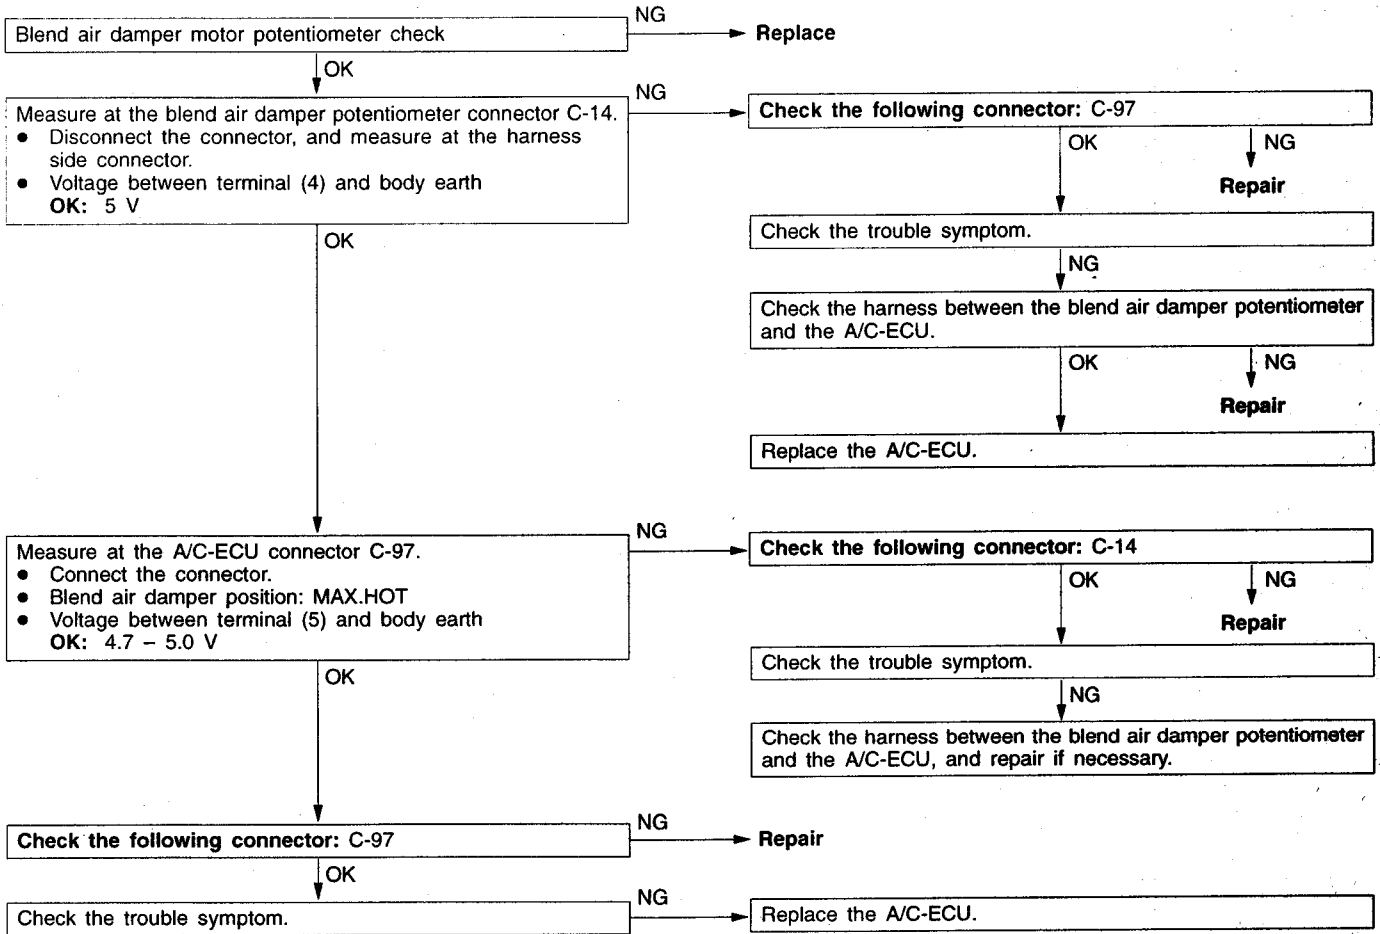 Blend air damper motor potentiometer check
NG
Replace
OK
Measure at the blend air damper potentiometer connector C-14.
● Disconnect the connector, and measure at the harness
side connector.
● Voltage between terminal (4) and body earth
OK: 5 V
NG
Check the following connector: C-97
OK
NG
Repair
Check the trouble symptom.
NG
Check the harness between the blend air damper potentiometer
and the A/C-ECU.
OK
NG
Repair
Replace the A/C-ECU.
OK
Measure at the A/C-ECU connector C-97.
● Connect the connector.
● Blend air damper position: MAX.HOT
● Voltage between terminal (5) and body earth
OK: 4.7 – 5.0 V
NG
Check the following connector: C-14
OK
NG
Repair
Check the trouble symptom.
NG
Check the harness between the blend air damper potentiometer
and the A/C-ECU, and repair if necessary.
OK
Check the following connector: C-97
NG
Repair
OK
Check the trouble symptom.
NG
Replace the A/C-ECU.